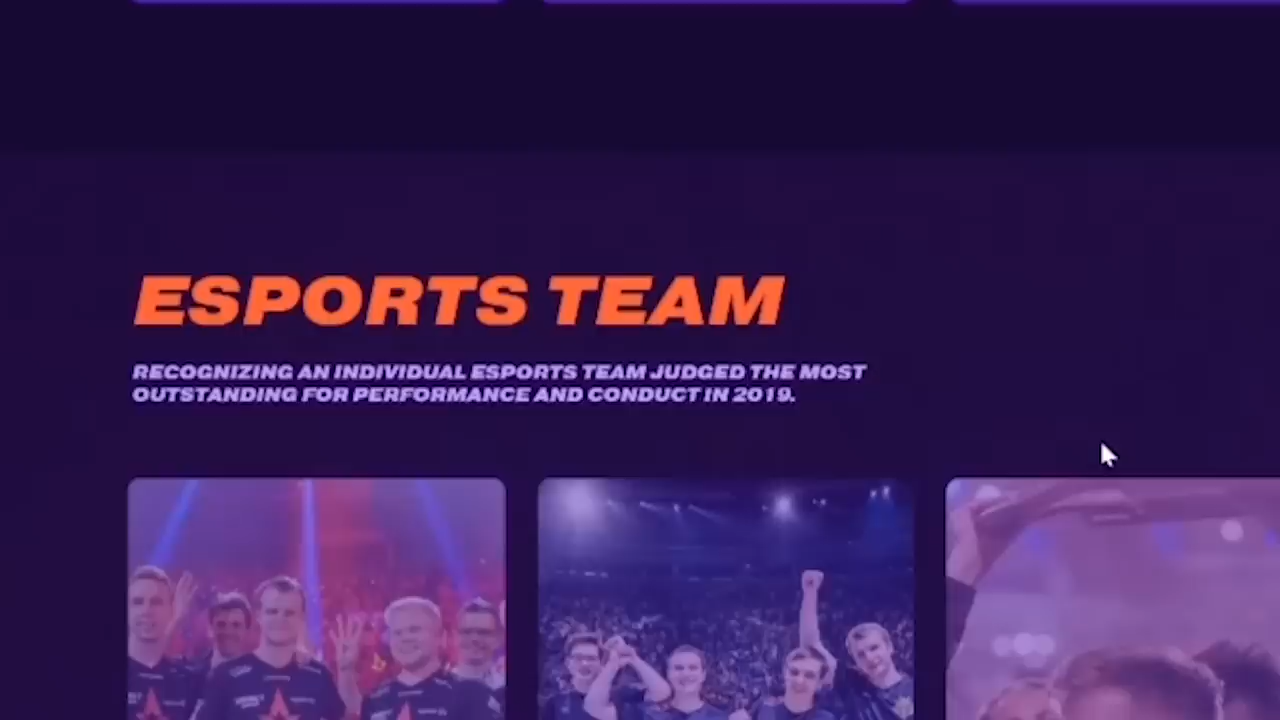 ESPORTS TEAM
RECOGNIZING AN INDIVIDUAL ESPORTS TEAM JUDGED THE MOST
OUTSTANDING FOR PERFORMANCE AND CONDUCT IN 2019.